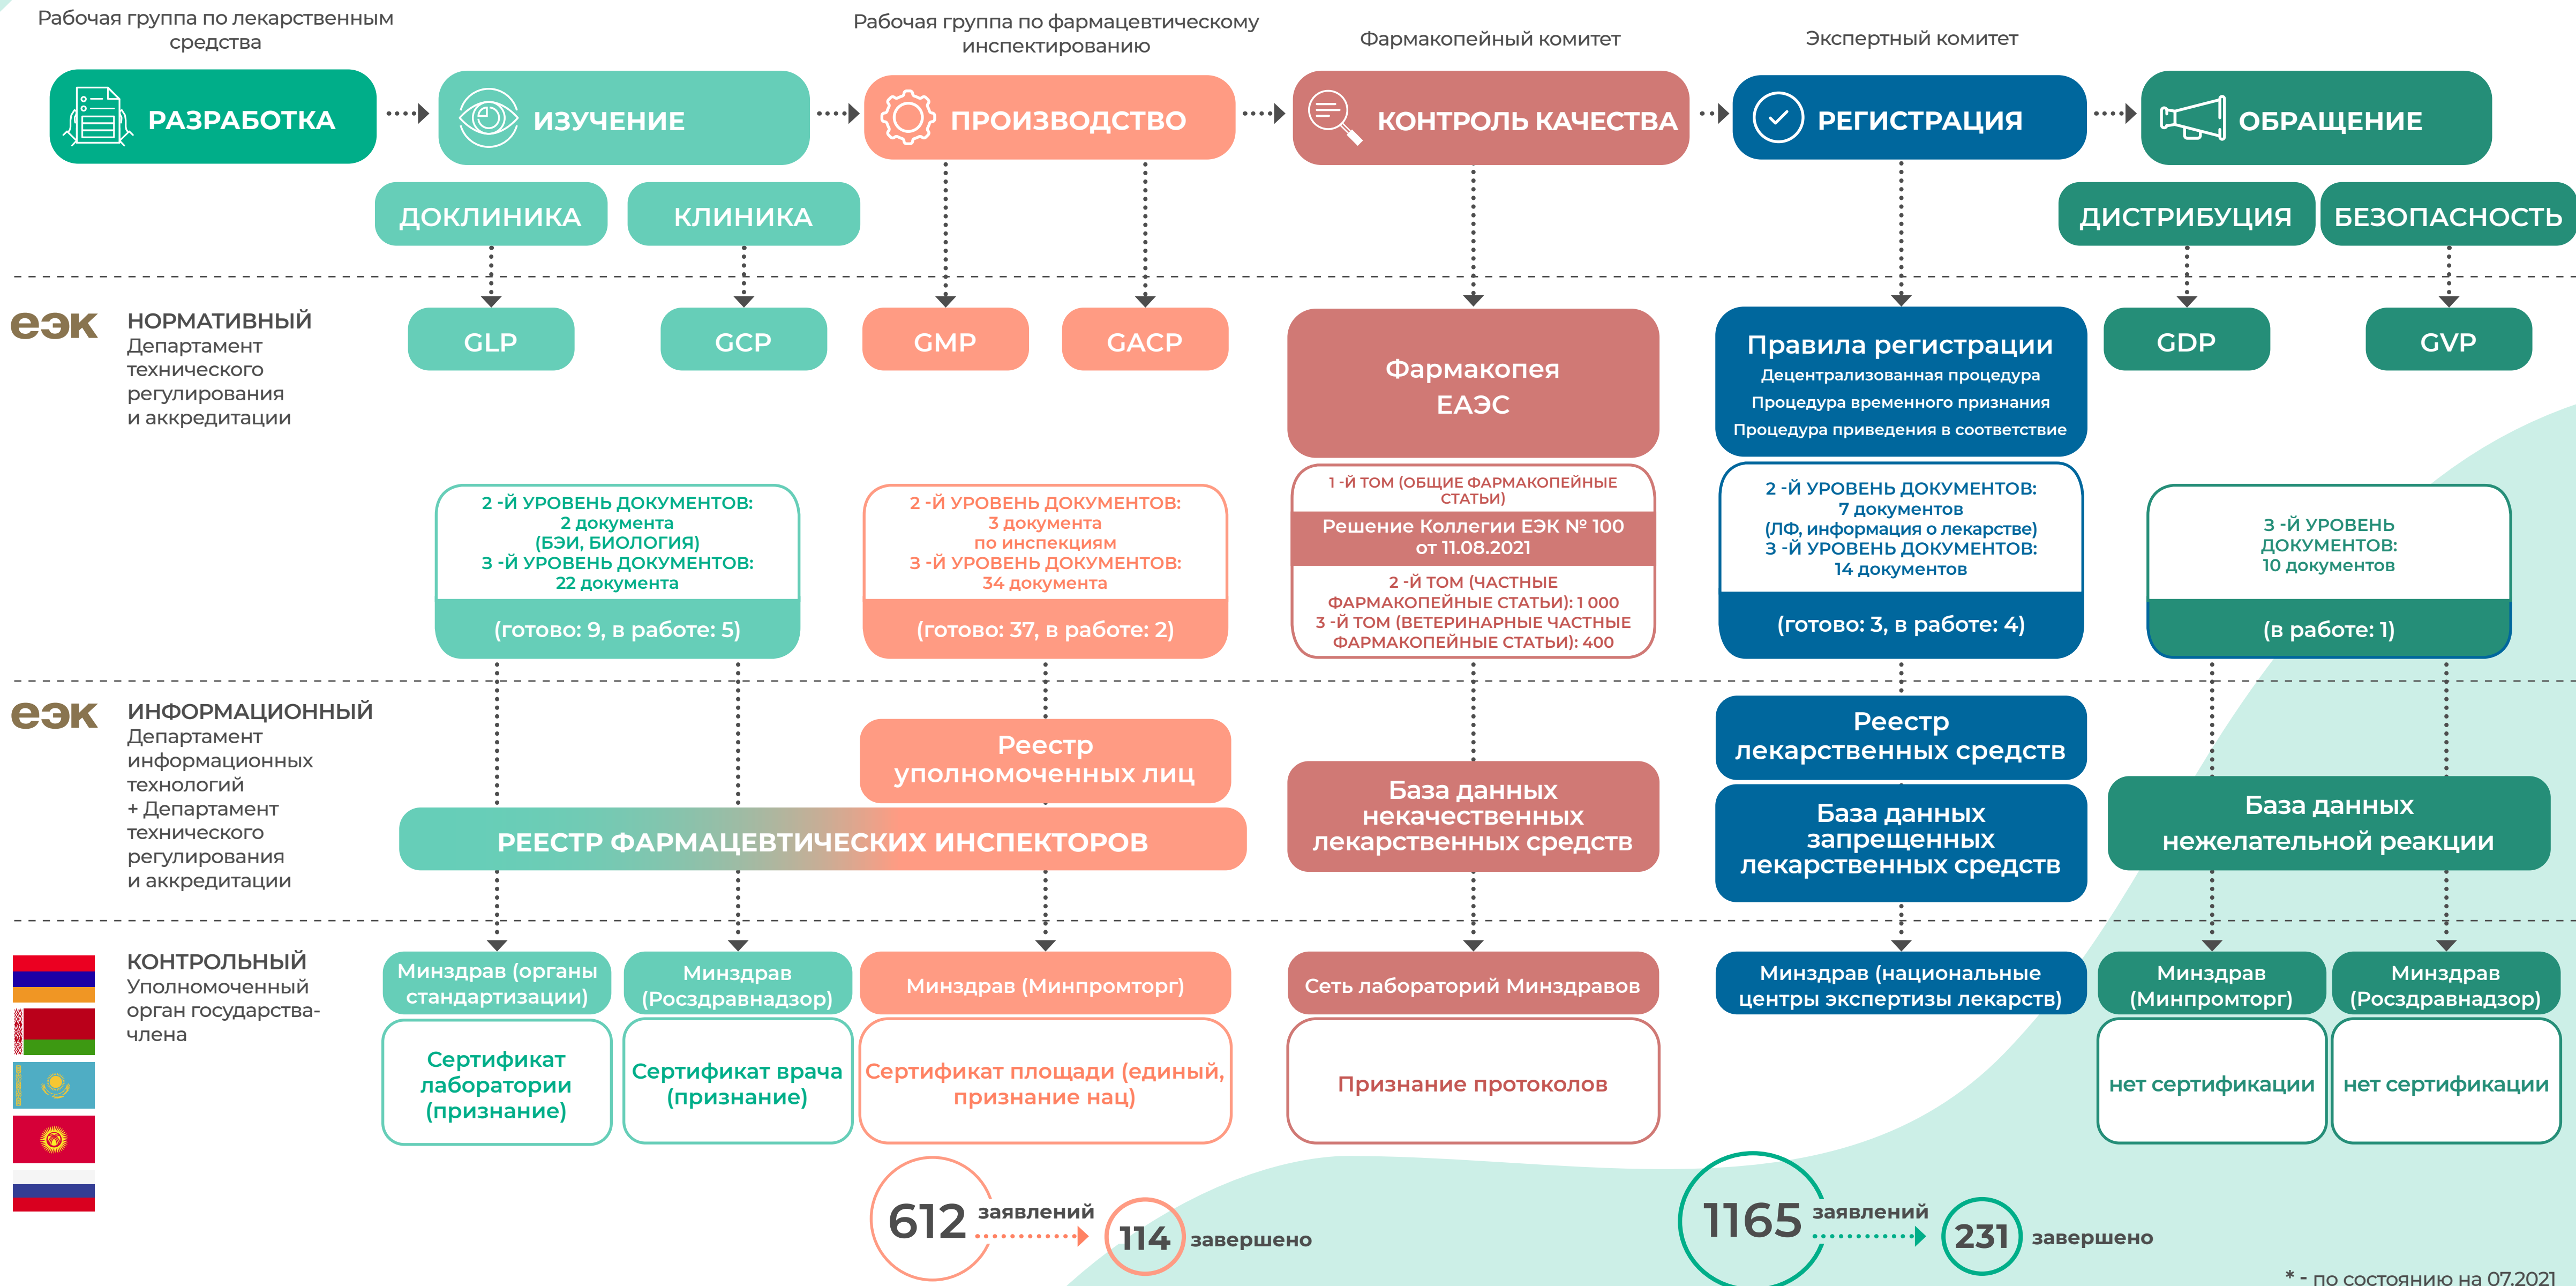 Рабочая группа по лекарственным
средства
Рабочая группа по фармацевтическому
инспектированию
Фармакопейный комитет
Экспертный комитет
РАЗРАБОТКА
ИЗУЧЕНИЕ
ПРОИЗВОДСТВО
КОНТРОЛЬ КАЧЕСТВА
РЕГИСТРАЦИЯ
ОБРАЩЕНИЕ
ДОКЛИНИКА
КЛИНИКА
ДИСТРИБУЦИЯ
БЕЗОПАСНОСТЬ
еэк
НОРМАТИВНЫЙ
Департамент
технического
регулирования
и аккредитации
GLP
GCP
GMP
GACP
Фармакопея
ЕАЭС
Правила регистрации
Децентрализованная процедура
Процедура временного признания
Процедура приведения в соответствие
GDP
GVP
2 -Й УРОВЕНЬ ДОКУМЕНТОВ:
2 документа
(БЭИ, БИОЛОГИЯ)
3 -Й УРОВЕНЬ ДОКУМЕНТОВ:
22 документа
(готово: 9, в работе: 5)
2 -Й УРОВЕНЬ ДОКУМЕНТОВ:
3 документа
по инспекциям
3 -Й УРОВЕНЬ ДОКУМЕНТОВ:
34 документа
(готово: 37, в работе: 2)
1 -Й ТОМ (ОБЩИЕ ФАРМАКОПЕЙНЫЕ
СТАТЬИ)
Решение Коллегии ЕЭК № 100
от 11.08.2021
2 -Й ТОМ (ЧАСТНЫЕ
ФАРМАКОПЕЙНЫЕ СТАТЬИ): 1 000
3 -Й ТОМ (ВЕТЕРИНАРНЫЕ ЧАСТНЫЕ
ФАРМАКОПЕЙНЫЕ СТАТЬИ): 400
2 -Й УРОВЕНЬ ДОКУМЕНТОВ:
7 документов
(ЛФ, информация о лекарстве)
3 -Й УРОВЕНЬ ДОКУМЕНТОВ:
14 документов
(готово: 3, в работе: 4)
3 -Й УРОВЕНЬ
ДОКУМЕНТОВ:
10 документов
(в работе: 1)
еэк
ИНФОРМАЦИОННЫЙ
Департамент
информационных
технологий
+ Департамент
технического
регулирования
и аккредитации
Реестр
уполномоченных лиц
РЕЕСТР ФАРМАЦЕВТИЧЕСКИХ ИНСПЕКТОРОВ
База данных
некачественных
лекарственных средств
Реестр
лекарственных средств
База данных
запрещенных
лекарственных средств
База данных
нежелательной реакции
КОНТРОЛЬНЫЙ
Уполномоченный
орган государства-
члена
Минздрав (органы
стандартизации)
Минздрав
(Росздравнадзор)
Минздрав (Минпромторг)
Сеть лабораторий Минздравов
Минздрав (национальные
центры экспертизы лекарств)
Минздрав
(Минпромторг)
Минздрав
(Росздравнадзор)
Сертификат
лаборатории
(признание)
Сертификат врача
(признание)
Сертификат площади (единый,
признание нац)
Признание протоколов
нет сертификации
нет сертификации
612 заявлений
114 завершено
1165 заявлений
231 завершено
* - по состоянию на 07.2021